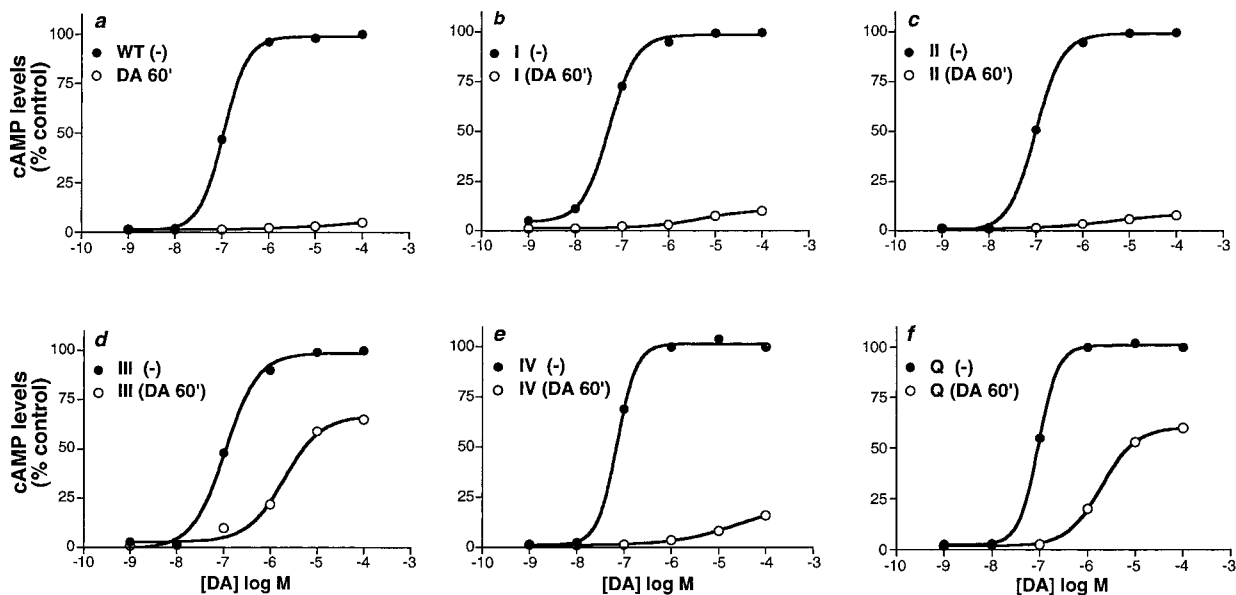 a
WT (-)
DA 60'
cAMP levels
(% control)
100
75
50
25
0
-10 -9 -8 -7 -6 -5 -4 -3
b
I (-)
I (DA 60')
100
75
50
25
0
-10 -9 -8 -7 -6 -5 -4 -3
c
II (-)
II (DA 60')
100
75
50
25
0
-10 -9 -8 -7 -6 -5 -4 -3
d
III (-)
III (DA 60')
cAMP levels
(% control)
100
75
50
25
0
-10 -9 -8 -7 -6 -5 -4 -3
[DA] log M
e
IV (-)
IV (DA 60')
100
75
50
25
0
-10 -9 -8 -7 -6 -5 -4 -3
[DA] log M
f
Q (-)
Q (DA 60')
100
75
50
25
0
-10 -9 -8 -7 -6 -5 -4 -3
[DA] log M